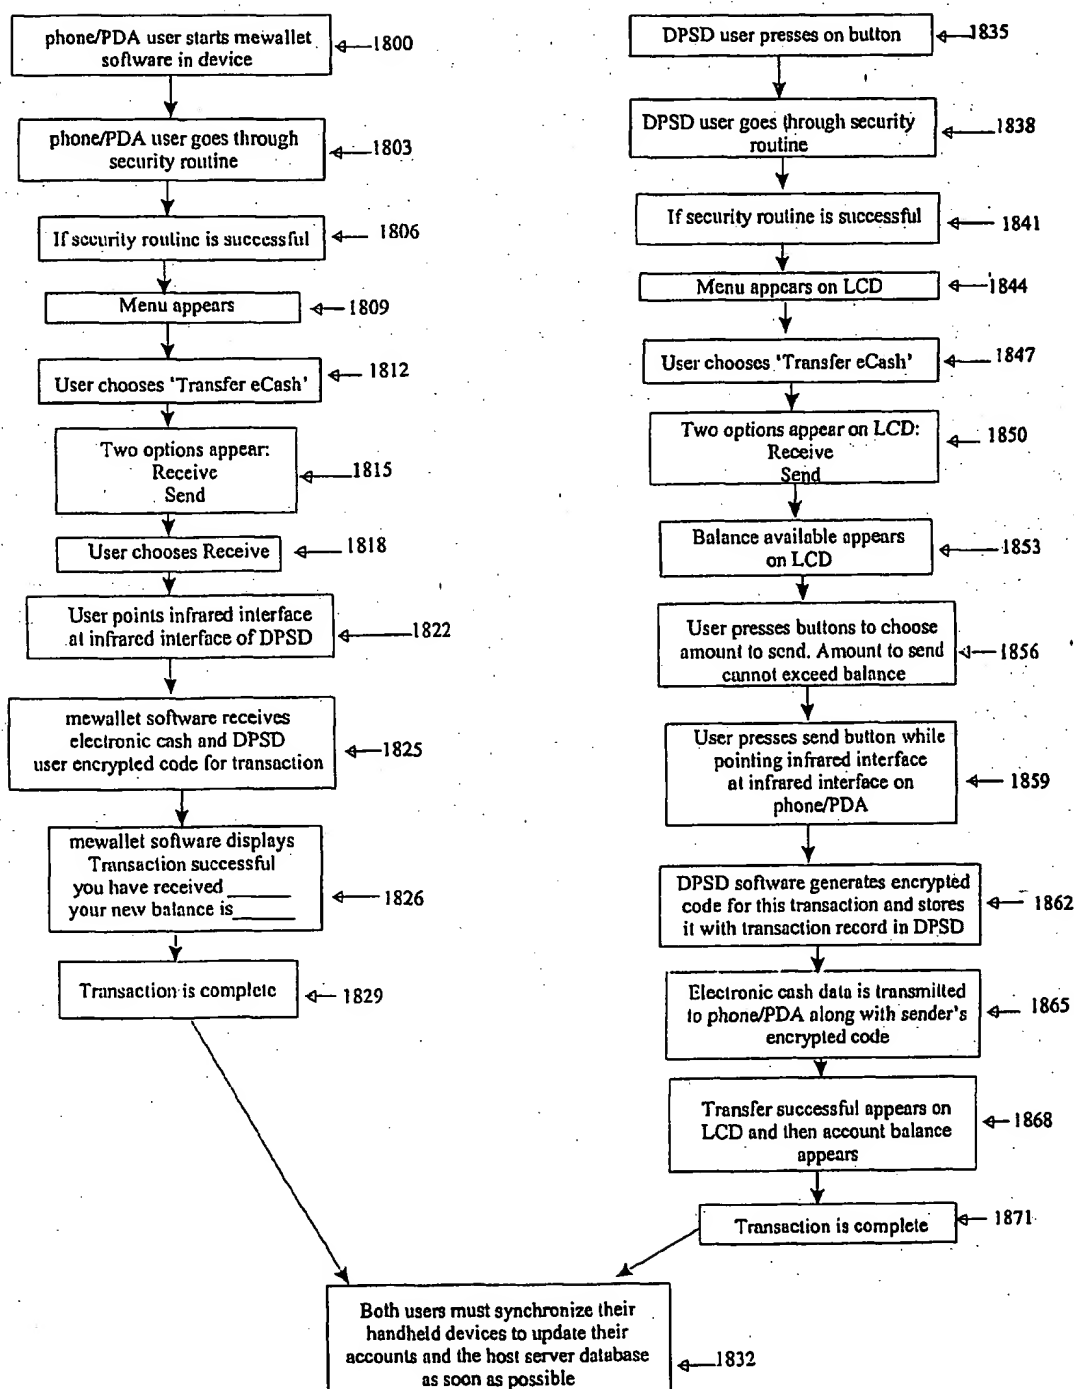 phone/PDA user starts mewallet
software in device
1800
phone/PDA user goes through
security routine
1803
If security routine is successful
1806
Menu appears
1809
User chooses 'Transfer eCash'
1812
Two options appear:
Receive
Send
1815
User chooses Receive
1818
User points infrared interface
at infrared interface of DPSD
1822
mewallet software receives
electronic cash and DPSD
user encrypted code for transaction
1825
mewallet software displays
Transaction successful
you have received ______
your new balance is ______
1826
Transaction is complete
1829
DPSD user presses on button
1835
DPSD user goes through security
routine
1838
If security routine is successful
1841
Menu appears on LCD
1844
User chooses 'Transfer eCash'
1847
Two options appear on LCD:
Receive
Send
1850
Balance available appears
on LCD
1853
User presses buttons to choose
amount to send. Amount to send
cannot exceed balance
1856
User presses send button while
pointing infrared interface
at infrared interface on
phone/PDA
1859
DPSD software generates encrypted
code for this transaction and stores
it with transaction record in DPSD
1862
Electronic cash data is transmitted
to phone/PDA along with sender's
encrypted code
1865
Transfer successful appears on
LCD and then account balance
appears
1868
Transaction is complete
1871
Both users must synchronize their
handheld devices to update their
accounts and the host server database
as soon as possible
1832